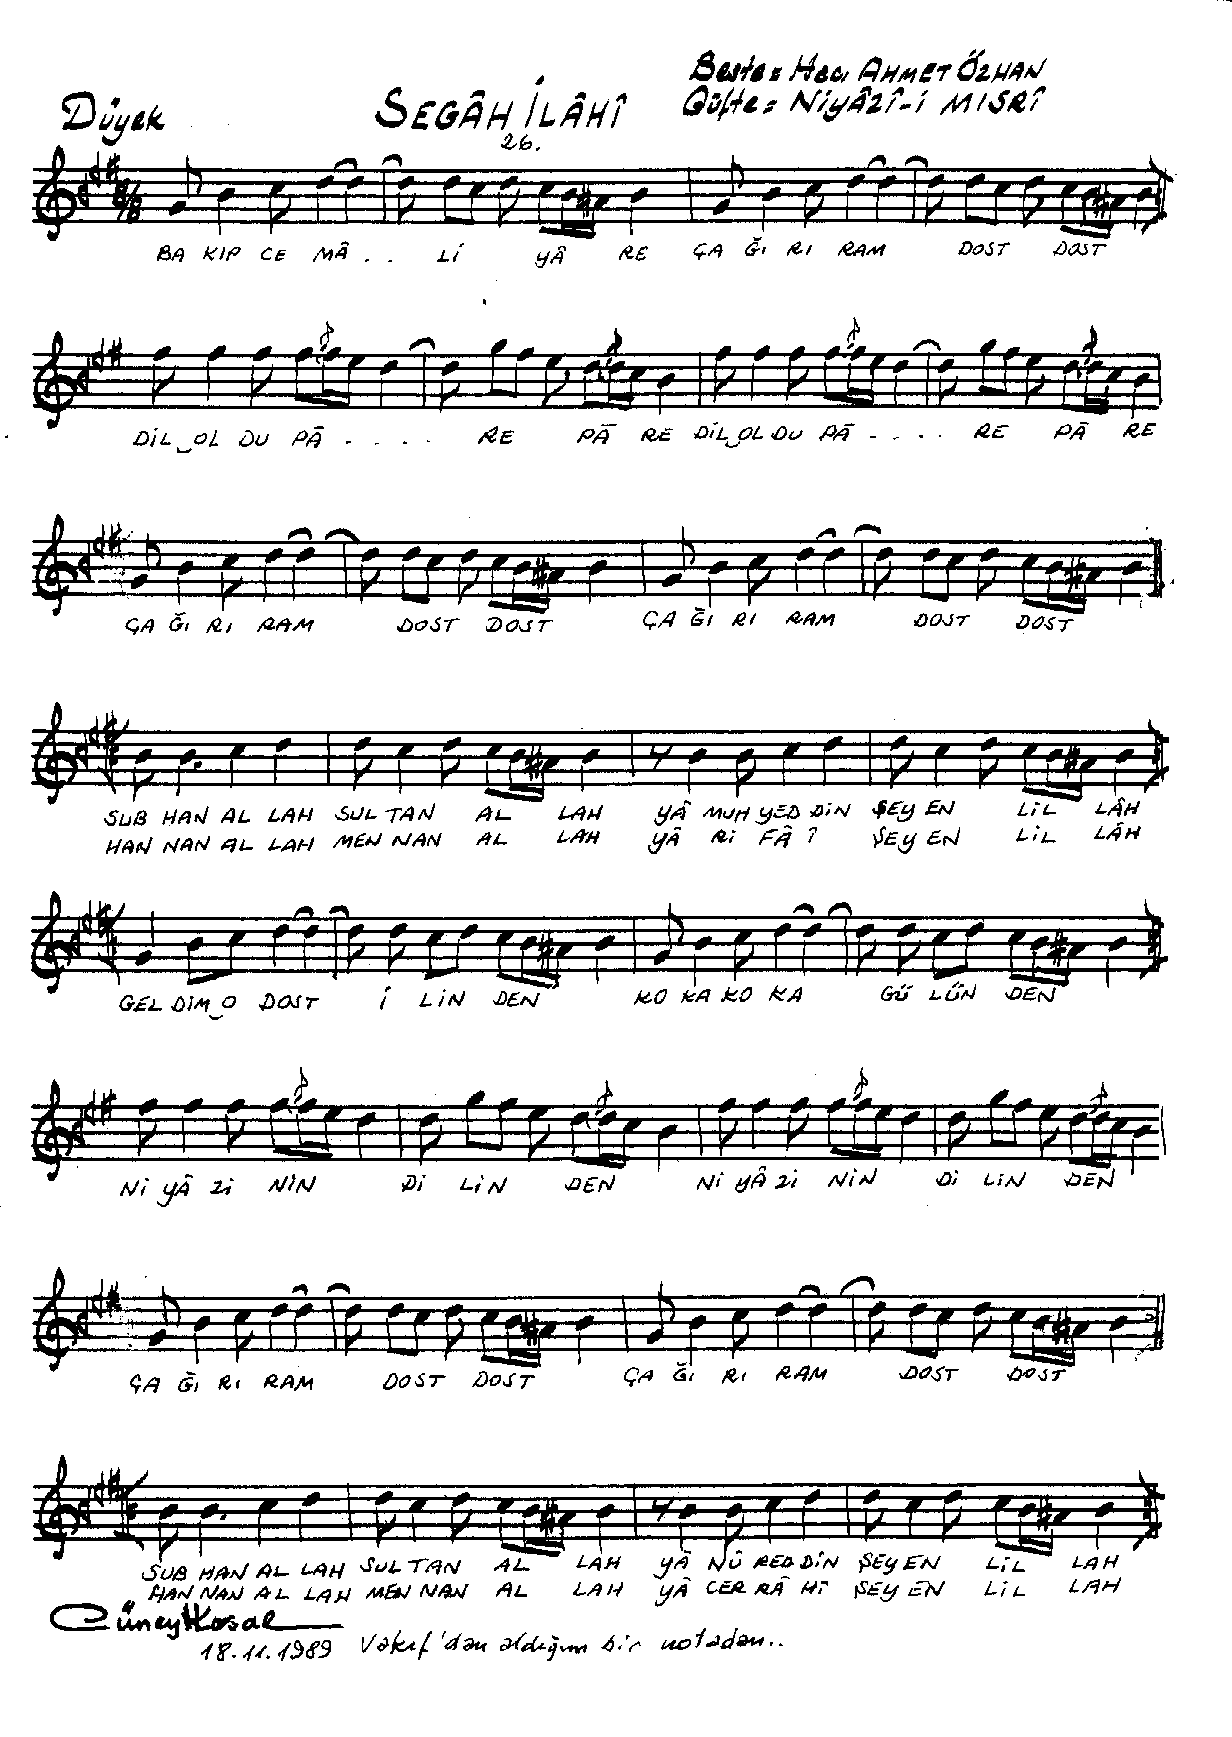 Beste = Hacı AHMET ÖZHAN
Düyek SEGÂH İLÂHÎ Güfte = NİYÂZÎ-İ MISRÎ
26.
8/8
BA KIP CE MÂ . . Lİ YÂ RE ÇA ĞI RI RAM DOST DOST
DİL‿OL DU PÂ . . . . . RE PÂ RE DİL‿OL DU PÂ . . . . RE PÂ RE
ÇA ĞI RI RAM DOST DOST ÇA ĞI RI RAM DOST DOST
SUB HAN AL LAH SUL TAN AL LAH YÂ MUH YED DİN ŞEY EN LİL LÂH
HAN NAN AL LAH MEN NAN AL LAH YÂ Rİ FÂ Î ŞEY EN LİL LÂH
GEL DİM‿O DOST İ LİN DEN KO KA KO KA GÜ LÜN DEN
Nİ YÂ Zİ NİN Dİ LİN DEN Nİ YÂ Zİ NİN Dİ LİN DEN
ÇA ĞI RI RAM DOST DOST ÇA ĞI RI RAM DOST DOST
SUB HAN AL LAH SUL TAN AL LAH YÂ NÛ RED DİN ŞEY EN LİL LAH
HAN NAN AL LAH MEN NAN AL LAH YÂ CER RÂ HÎ ŞEY EN LİL LAH
Cüneyt Kosal
18.11.1989 Vakıf'dan aldığım bir notadan..